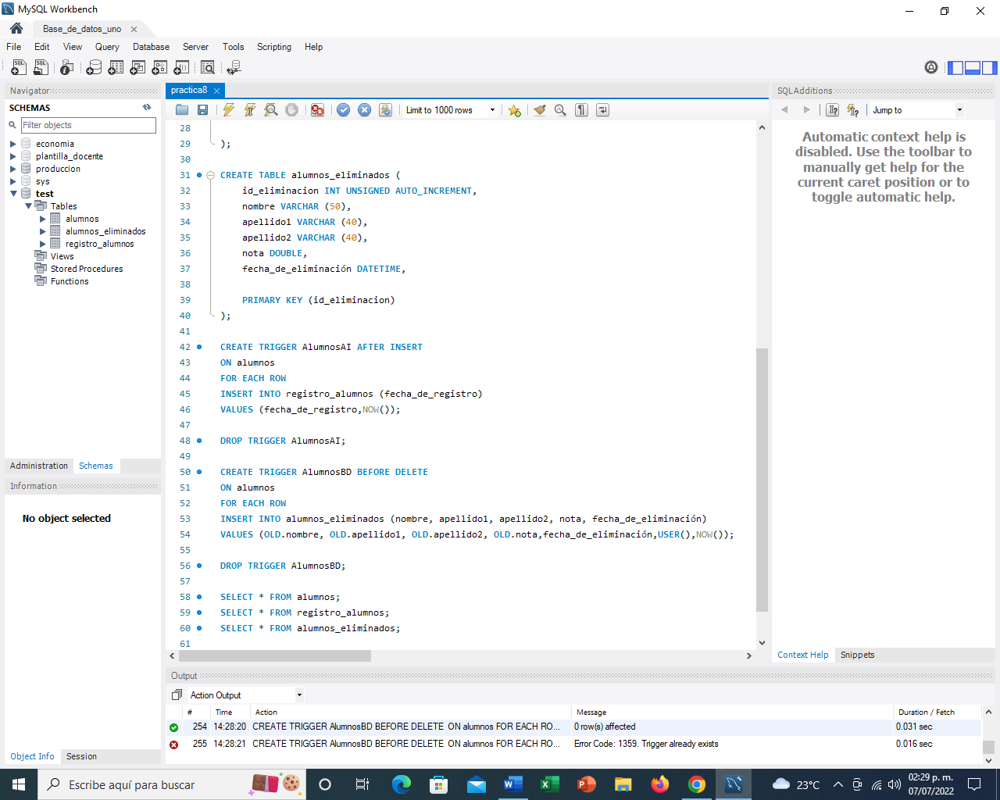 MySQL Workbench
Base_de_datos_uno
File Edit View Query Database Server Tools Scripting Help
Navigator
SCHEMAS
Filter objects
economia
plantilla_docente
produccion
sys
test
Tables
alumnos
alumnos_eliminados
registro_alumnos
Views
Stored Procedures
Functions
Administration Schemas
Information
No object selected
Object Info Session
practica8
Limit to 1000 rows
28
29 );
30
31 CREATE TABLE alumnos_eliminados (
32 id_eliminacion INT UNSIGNED AUTO_INCREMENT,
33 nombre VARCHAR (50),
34 apellido1 VARCHAR (40),
35 apellido2 VARCHAR (40),
36 nota DOUBLE,
37 fecha_de_eliminación DATETIME,
38
39 PRIMARY KEY (id_eliminacion)
40 );
41
42 CREATE TRIGGER AlumnosAI AFTER INSERT
43 ON alumnos
44 FOR EACH ROW
45 INSERT INTO registro_alumnos (fecha_de_registro)
46 VALUES (fecha_de_registro,NOW());
47
48 DROP TRIGGER AlumnosAI;
49
50 CREATE TRIGGER AlumnosBD BEFORE DELETE
51 ON alumnos
52 FOR EACH ROW
53 INSERT INTO alumnos_eliminados (nombre, apellido1, apellido2, nota, fecha_de_eliminación)
54 VALUES (OLD.nombre, OLD.apellido1, OLD.apellido2, OLD.nota,fecha_de_eliminación,USER(),NOW());
55
56 DROP TRIGGER AlumnosBD;
57
58 SELECT * FROM alumnos;
59 SELECT * FROM registro_alumnos;
60 SELECT * FROM alumnos_eliminados;
61
SQLAdditions
Jump to
Automatic context help is
disabled. Use the toolbar to
manually get help for the
current caret position or to
toggle automatic help.
Context Help Snippets
Output
Action Output
# Time Action Message Duration / Fetch
254 14:28:20 CREATE TRIGGER AlumnosBD BEFORE DELETE ON alumnos FOR EACH RO... 0 row(s) affected 0.031 sec
255 14:28:21 CREATE TRIGGER AlumnosBD BEFORE DELETE ON alumnos FOR EACH RO... Error Code: 1359. Trigger already exists 0.016 sec
Escribe aquí para buscar
23°C
02:29 p. m.
07/07/2022